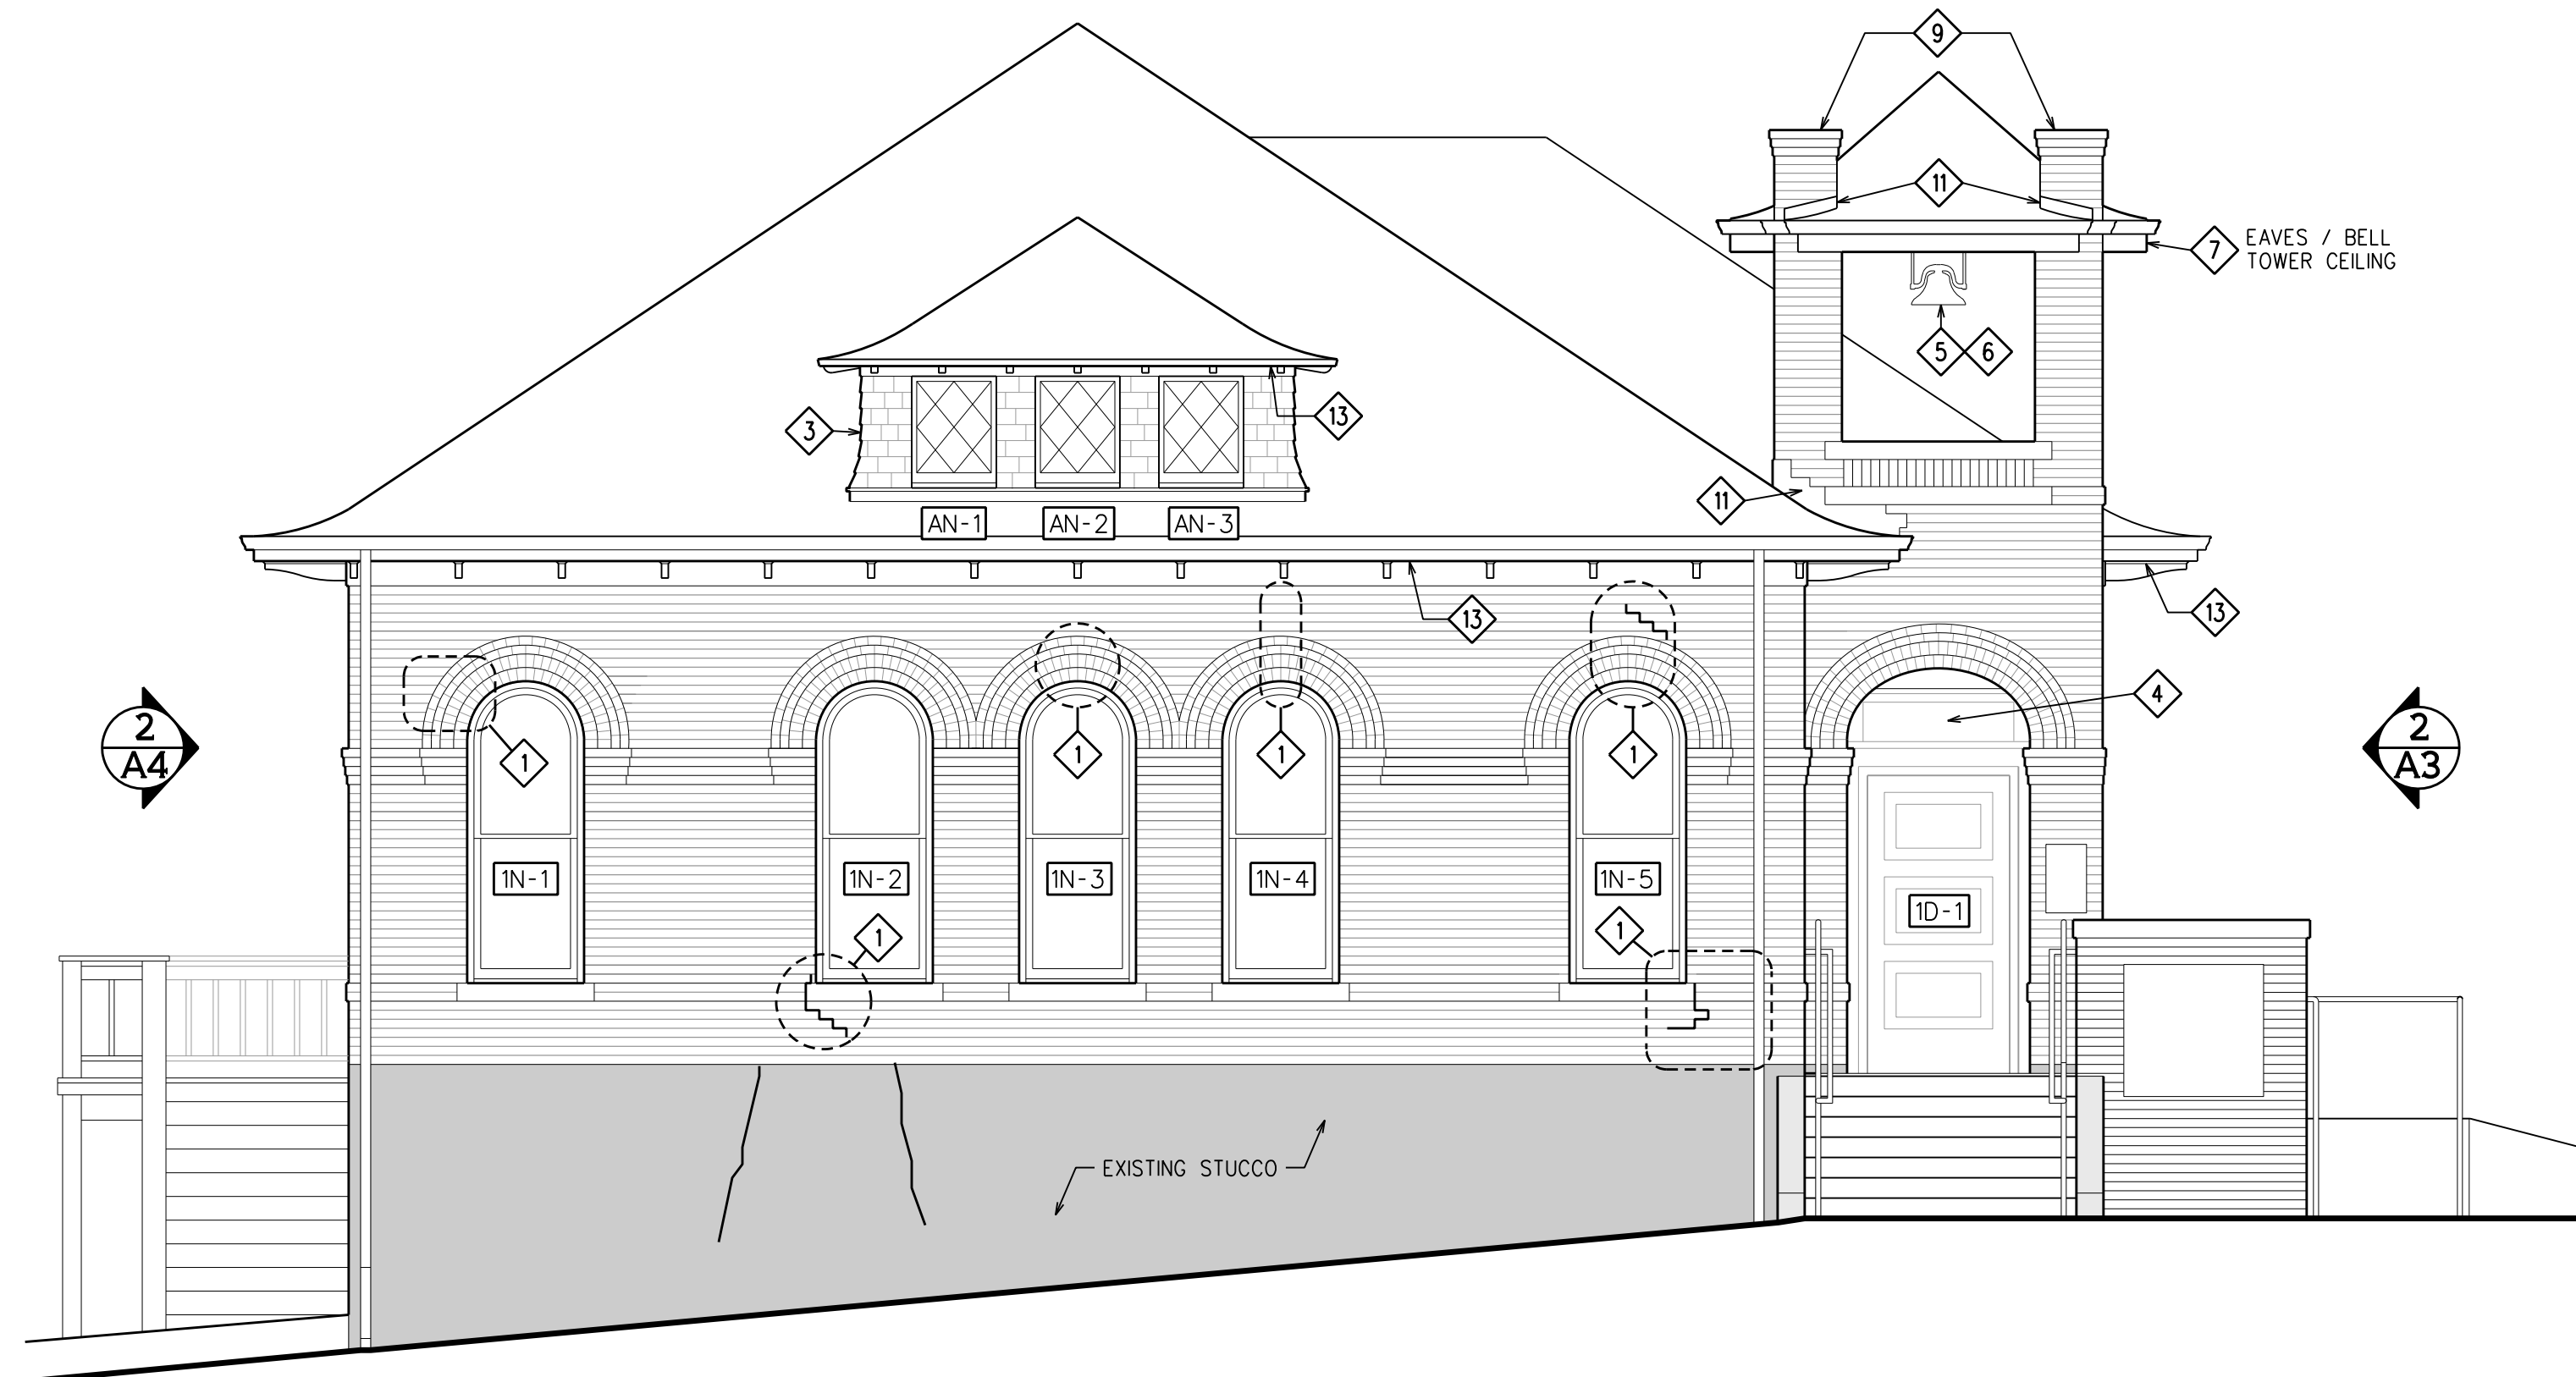 9
11
7 EAVES / BELL
TOWER CEILING
5 6
3
13
11
AN-1 AN-2 AN-3
13
13
4
2
A4
2
A3
1 1 1 1
1N-1 1N-2 1N-3 1N-4 1N-5
1D-1
1 1
EXISTING STUCCO